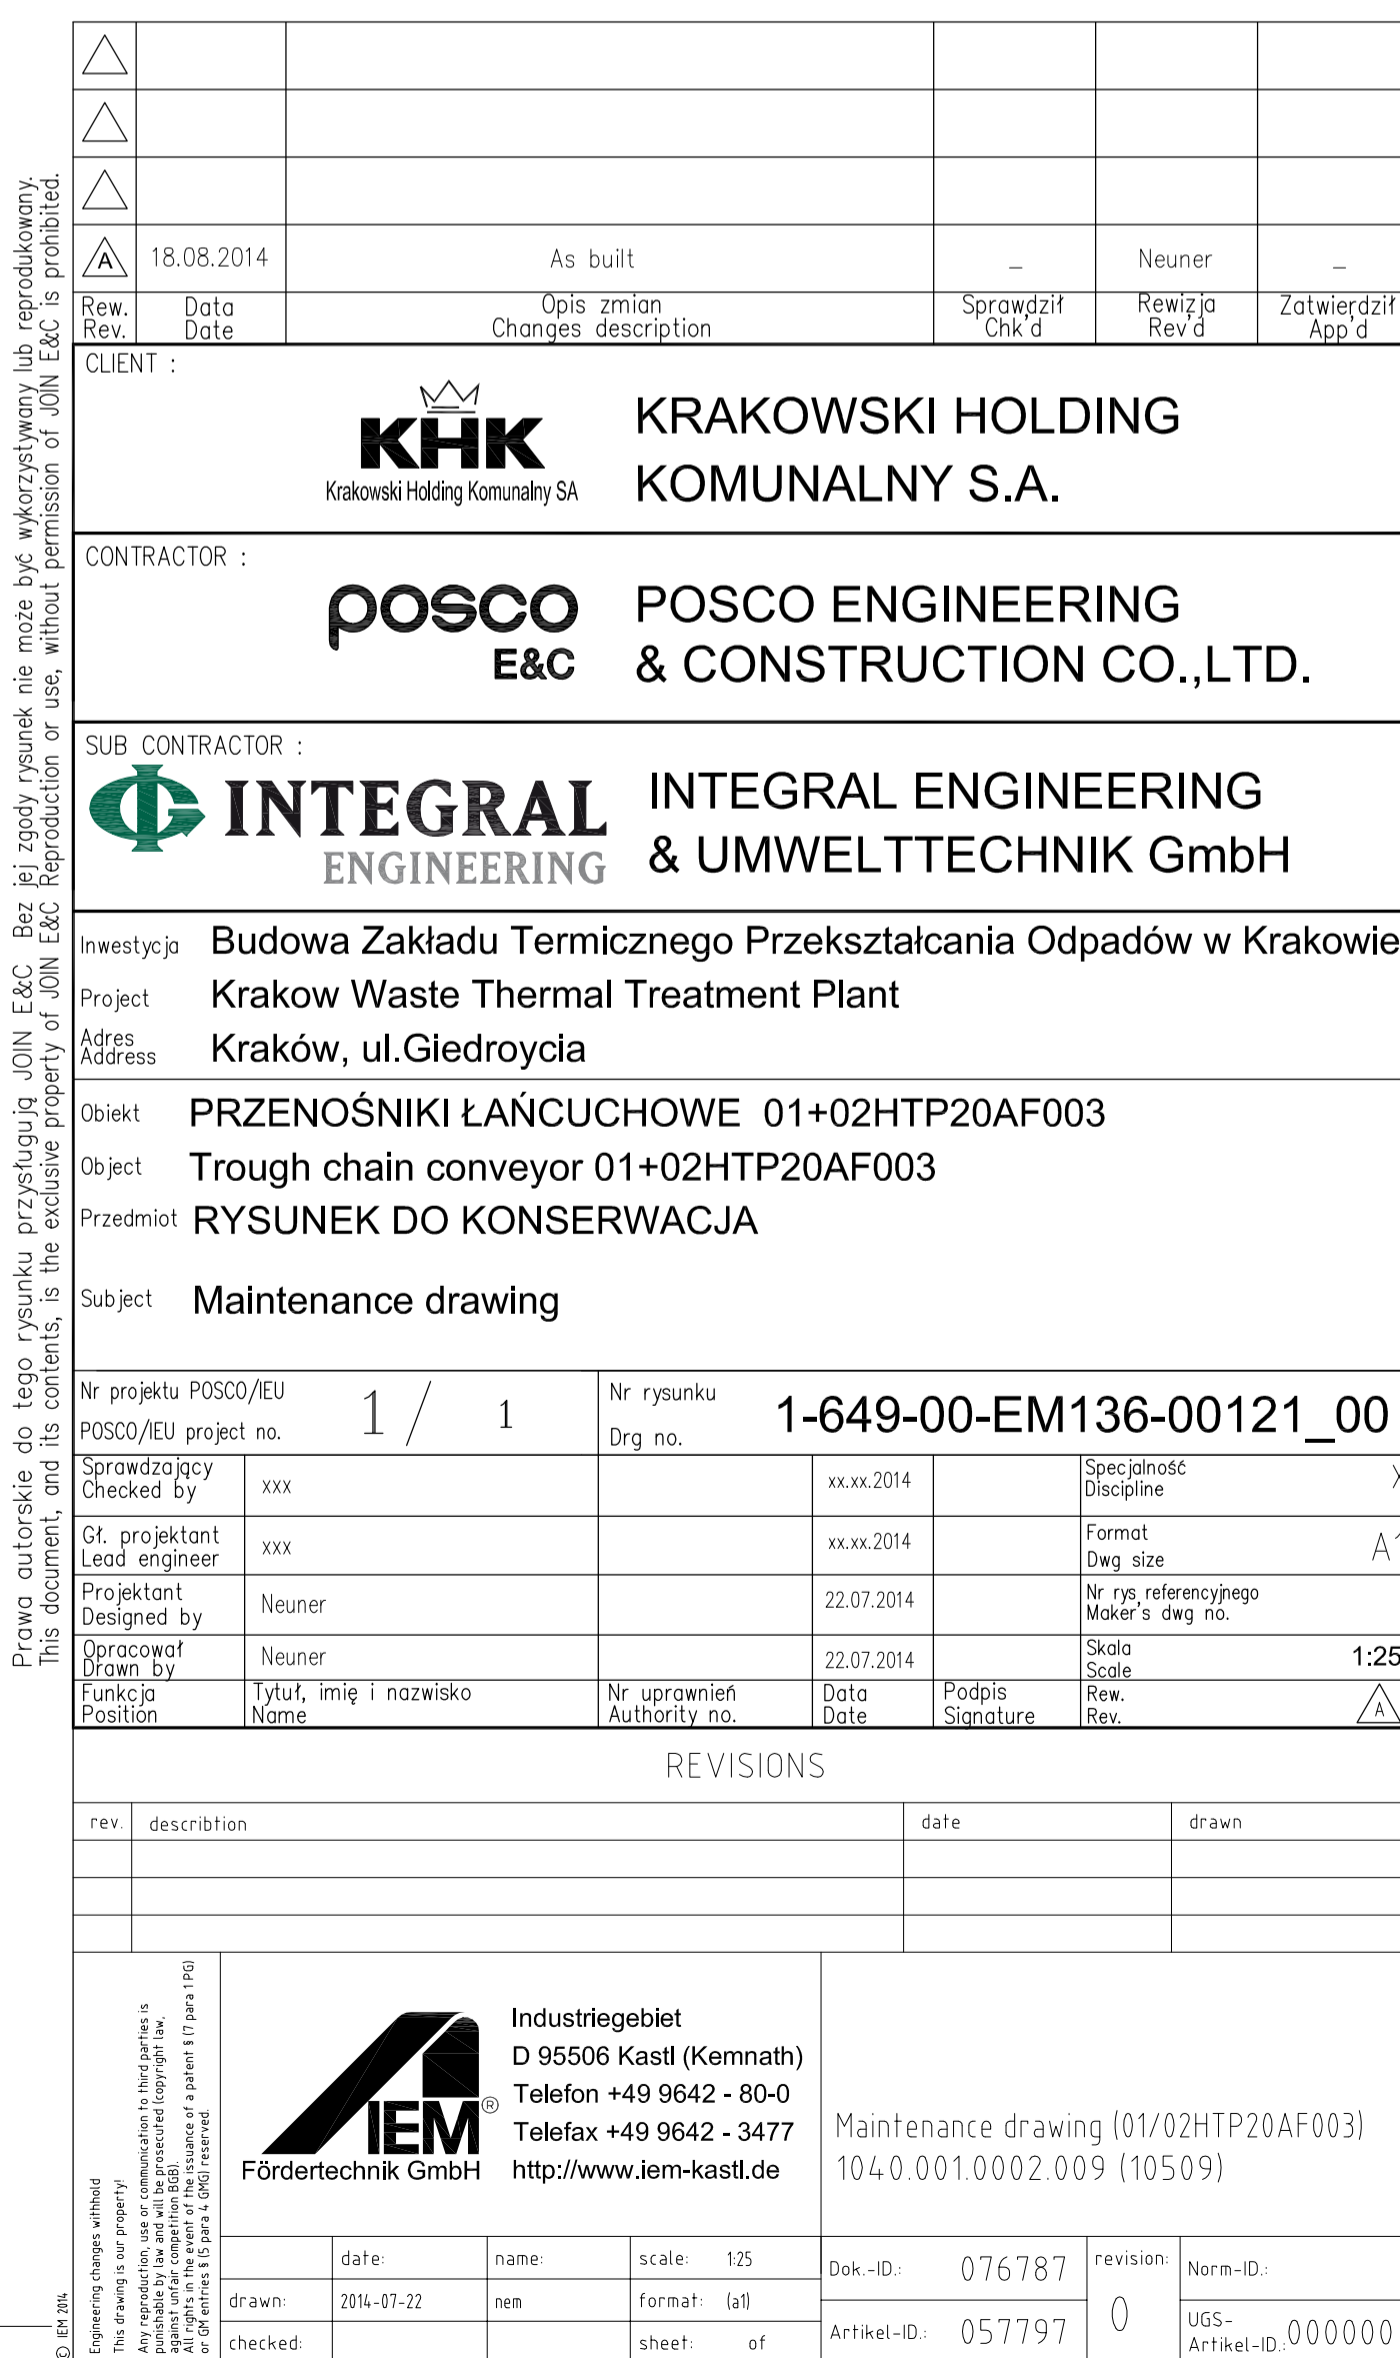 A 18.08.2014 As built – Neuner –
Rew. Data Opis zmian Sprawdził Rewizja Zatwierdził
Rev. Date Changes description Chk'd Rev'd App'd
CLIENT :
KHK
Krakowski Holding Komunalny SA
KRAKOWSKI HOLDING
KOMUNALNY S.A.
CONTRACTOR :
posco
E&C
POSCO ENGINEERING
& CONSTRUCTION CO.,LTD.
SUB CONTRACTOR :
INTEGRAL
ENGINEERING
INTEGRAL ENGINEERING
& UMWELTTECHNIK GmbH
Inwestycja Budowa Zakładu Termicznego Przekształcania Odpadów w Krakowie
Project Krakow Waste Thermal Treatment Plant
Adres
Address Kraków, ul.Giedroycia
Obiekt PRZENOŚNIKI ŁAŃCUCHOWE 01+02HTP20AF003
Object Trough chain conveyor 01+02HTP20AF003
Przedmiot RYSUNEK DO KONSERWACJA
Subject Maintenance drawing
Nr projektu POSCO/IEU
POSCO/IEU project no. 1 / 1
Nr rysunku
Drg no. 1-649-00-EM136-00121_00
Sprawdzający
Checked by xxx xx.xx.2014
Specjalność
Discipline X
Gł. projektant
Lead engineer xxx xx.xx.2014
Format
Dwg size A1
Projektant
Designed by Neuner 22.07.2014
Nr rys referencyjnego
Maker's dwg no.
Opracował
Drawn by Neuner 22.07.2014
Skala
Scale 1:25
Funkcja Tytuł, imię i nazwisko Nr uprawnień Data Podpis Rew.
Position Name Authority no. Date Signature Rev. A
REVISIONS
rev. describtion date drawn
IEM ®
Fördertechnik GmbH
Industriegebiet
D 95506 Kastl (Kemnath)
Telefon +49 9642 - 80-0
Telefax +49 9642 - 3477
http://www.iem-kastl.de
Maintenance drawing (01/02HTP20AF003)
1040.001.0002.009 (10509)
date: name: scale: 1:25
drawn: 2014-07-22 nem format: (a1)
checked: sheet: of
Dok.-ID.: 076787
Artikel-ID.: 057797
revision:
0
Norm-ID.:
UGS-
Artikel-ID.: 000000
Prawa autorskie do tego rysunku przysługują JOIN E&C Bez jej zgody rysunek nie może być wykorzystywany lub reprodukowany.
This document, and its contents, is the exclusive property of JOIN E&C Reproduction or use, without permission of JOIN E&C is prohibited.
© IEM 2014
Engineering changes withhold
This drawing is our property!
Any reproduction, use or communication to third parties is
punishable by law and will be prosecuted (copyright law,
against unfair competition BGB).
All rights in the event of the issuance of a patent § (7 para 1 PG)
or GM entries § (5 para 4 GMG) reserved.